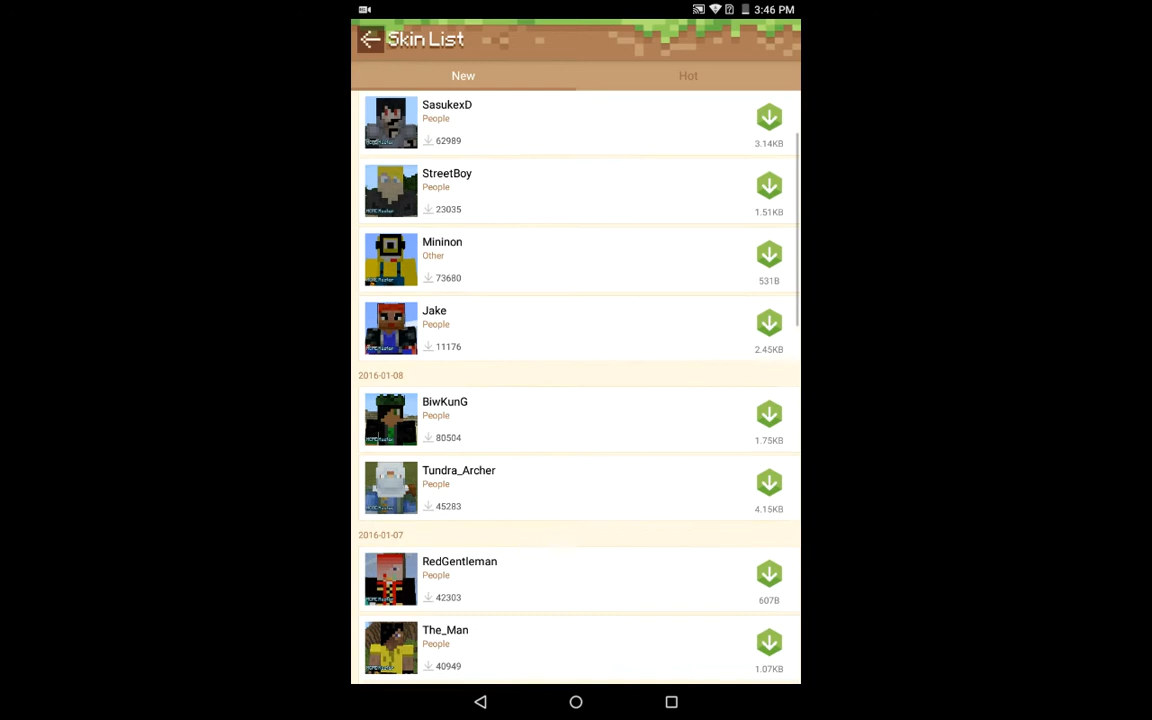 3:46 PM
Skin List
New
Hot
SasukexD
People
62989
3.14KB
StreetBoy
People
23035
1.51KB
Mininon
Other
73680
531B
Jake
People
11176
2.45KB
2016-01-08
BiwKunG
People
80504
1.75KB
Tundra_Archer
People
45283
4.15KB
2016-01-07
RedGentleman
People
42303
607B
The_Man
People
40949
1.07KB